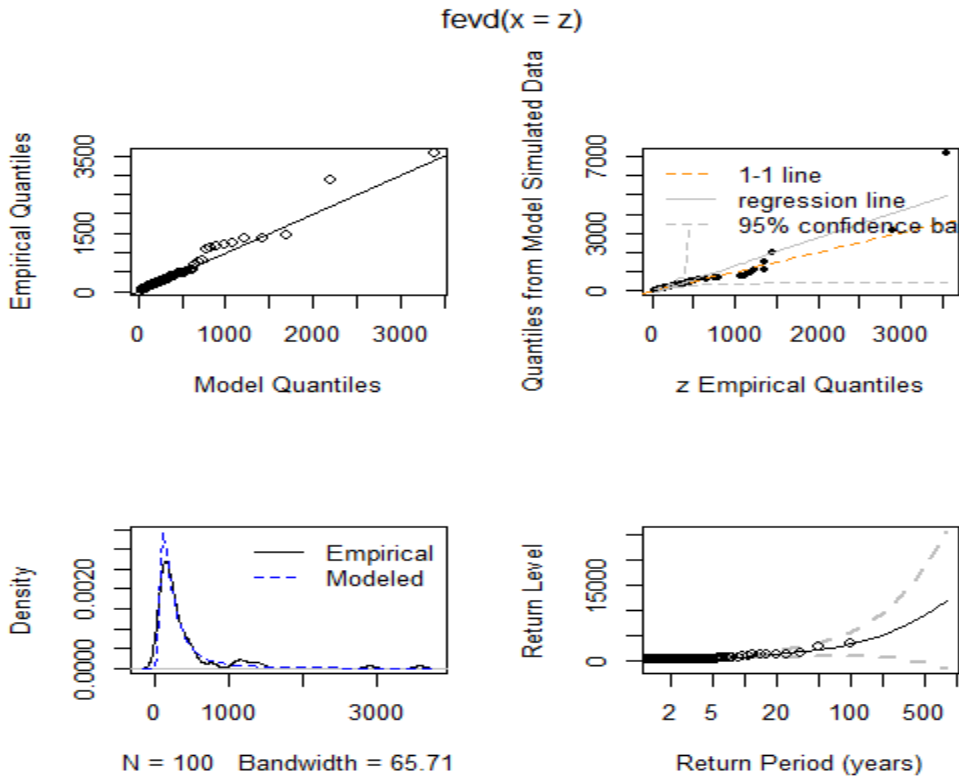 fevd(x = z)
Empirical Quantiles
0 1500 3500
0 1000 2000 3000
Model Quantiles
Quantiles from Model Simulated Data
0 3000 7000
1-1 line
regression line
95% confidence ba
0 1000 2000 3000
z Empirical Quantiles
Density
0.0000 0.0020
Empirical
Modeled
0 1000 3000
N = 100 Bandwidth = 65.71
Return Level
0 15000
2 5 20 100 500
Return Period (years)